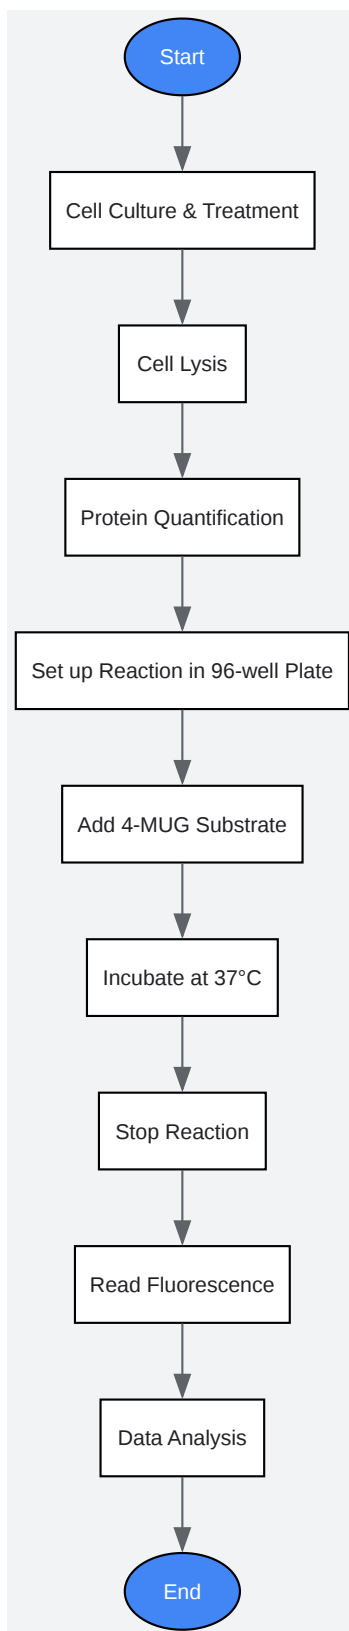 Start
Cell Culture & Treatment
Cell Lysis
Protein Quantification
Set up Reaction in 96-well Plate
Add 4-MUG Substrate
Incubate at 37°C
Stop Reaction
Read Fluorescence
Data Analysis
End